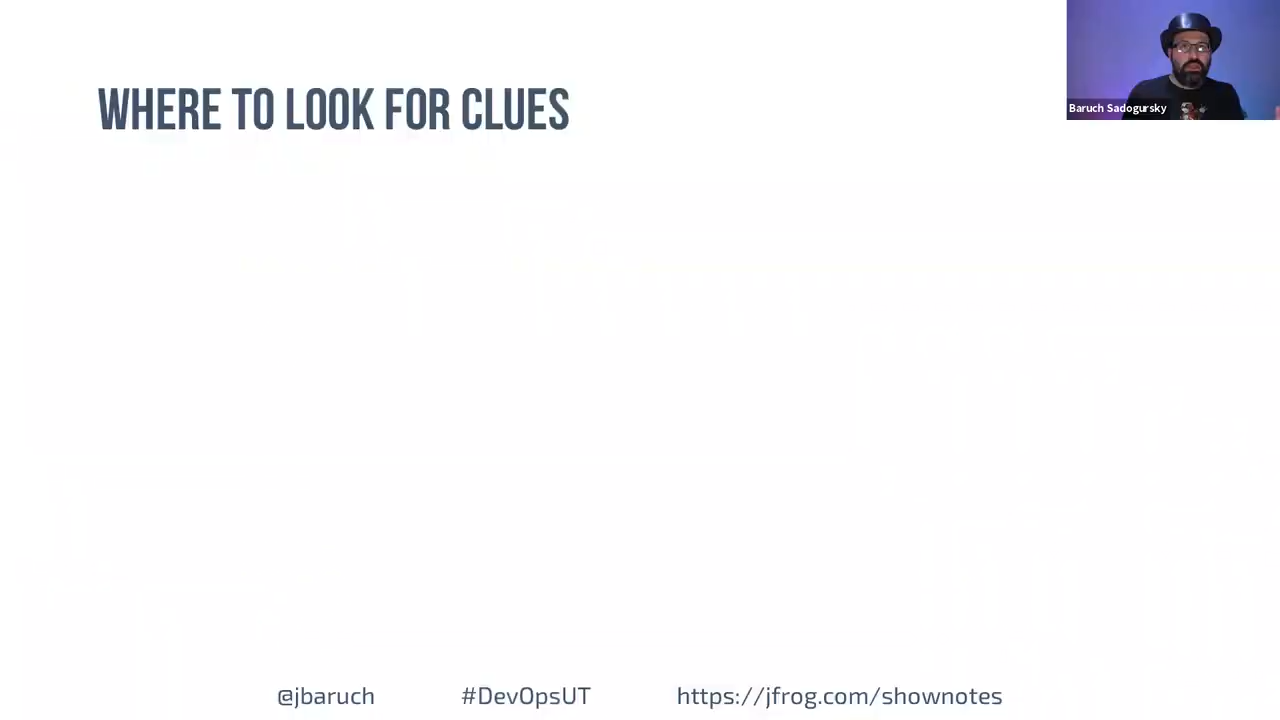 WHERE TO LOOK FOR CLUES
Baruch Sadogursky
@jbaruch #DevOpsUT https://jfrog.com/shownotes